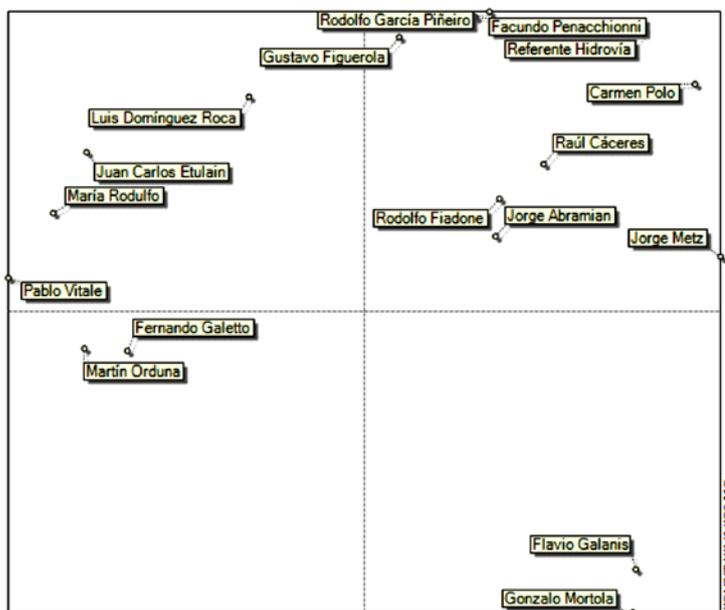 Rodolfo García Piñeiro
Facundo Penacchionni
Referente Hidrovía
Gustavo Figuerola
Carmen Polo
Luis Domínguez Roca
Raúl Cáceres
Juan Carlos Etulain
María Rodulfo
Rodolfo Fiadone
Jorge Abramian
Jorge Metz
Pablo Vitale
Fernando Galetto
Martín Orduna
Flavio Galanis
Gonzalo Mortola